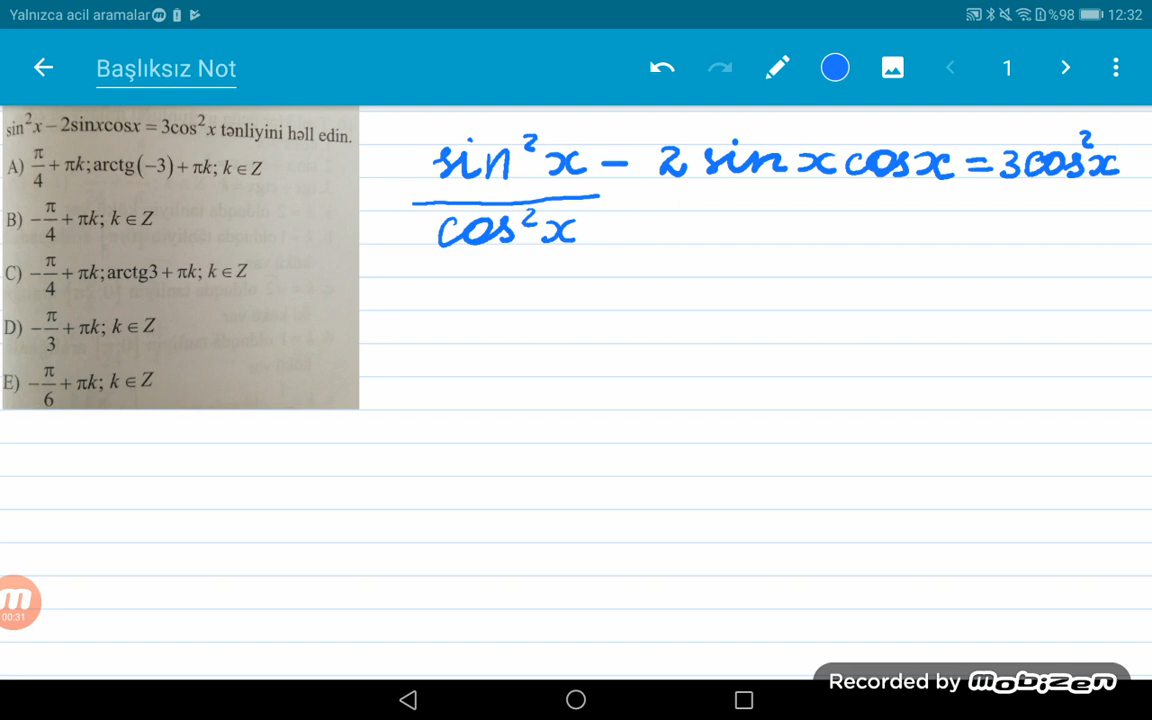 Yalnızca acil aramalar %98 12:32
Başlıksız Not 1
sin²x − 2sinxcosx = 3cos²x tənliyini həll edin.
A) π/4 + πk; arctg(−3) + πk; k ∈ Z
B) −π/4 + πk; k ∈ Z
C) −π/4 + πk; arctg3 + πk; k ∈ Z
D) −π/3 + πk; k ∈ Z
E) −π/6 + πk; k ∈ Z
sin²x − 2 sinx cosx = 3cos²x
cos²x
00:31
Recorded by mobizen